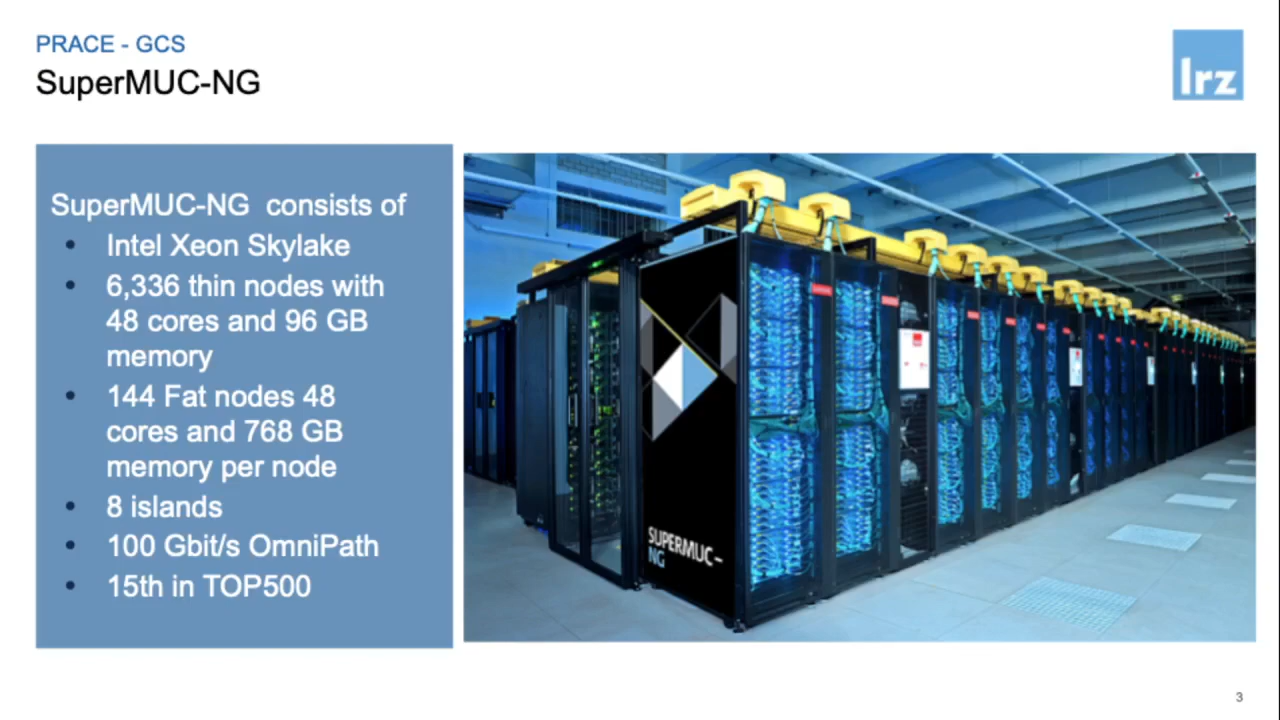 PRACE - GCS
SuperMUC-NG
lrz
SuperMUC-NG consists of
• Intel Xeon Skylake
• 6,336 thin nodes with
48 cores and 96 GB
memory
• 144 Fat nodes 48
cores and 768 GB
memory per node
• 8 islands
• 100 Gbit/s OmniPath
• 15th in TOP500
SUPERMUC-
NG
3